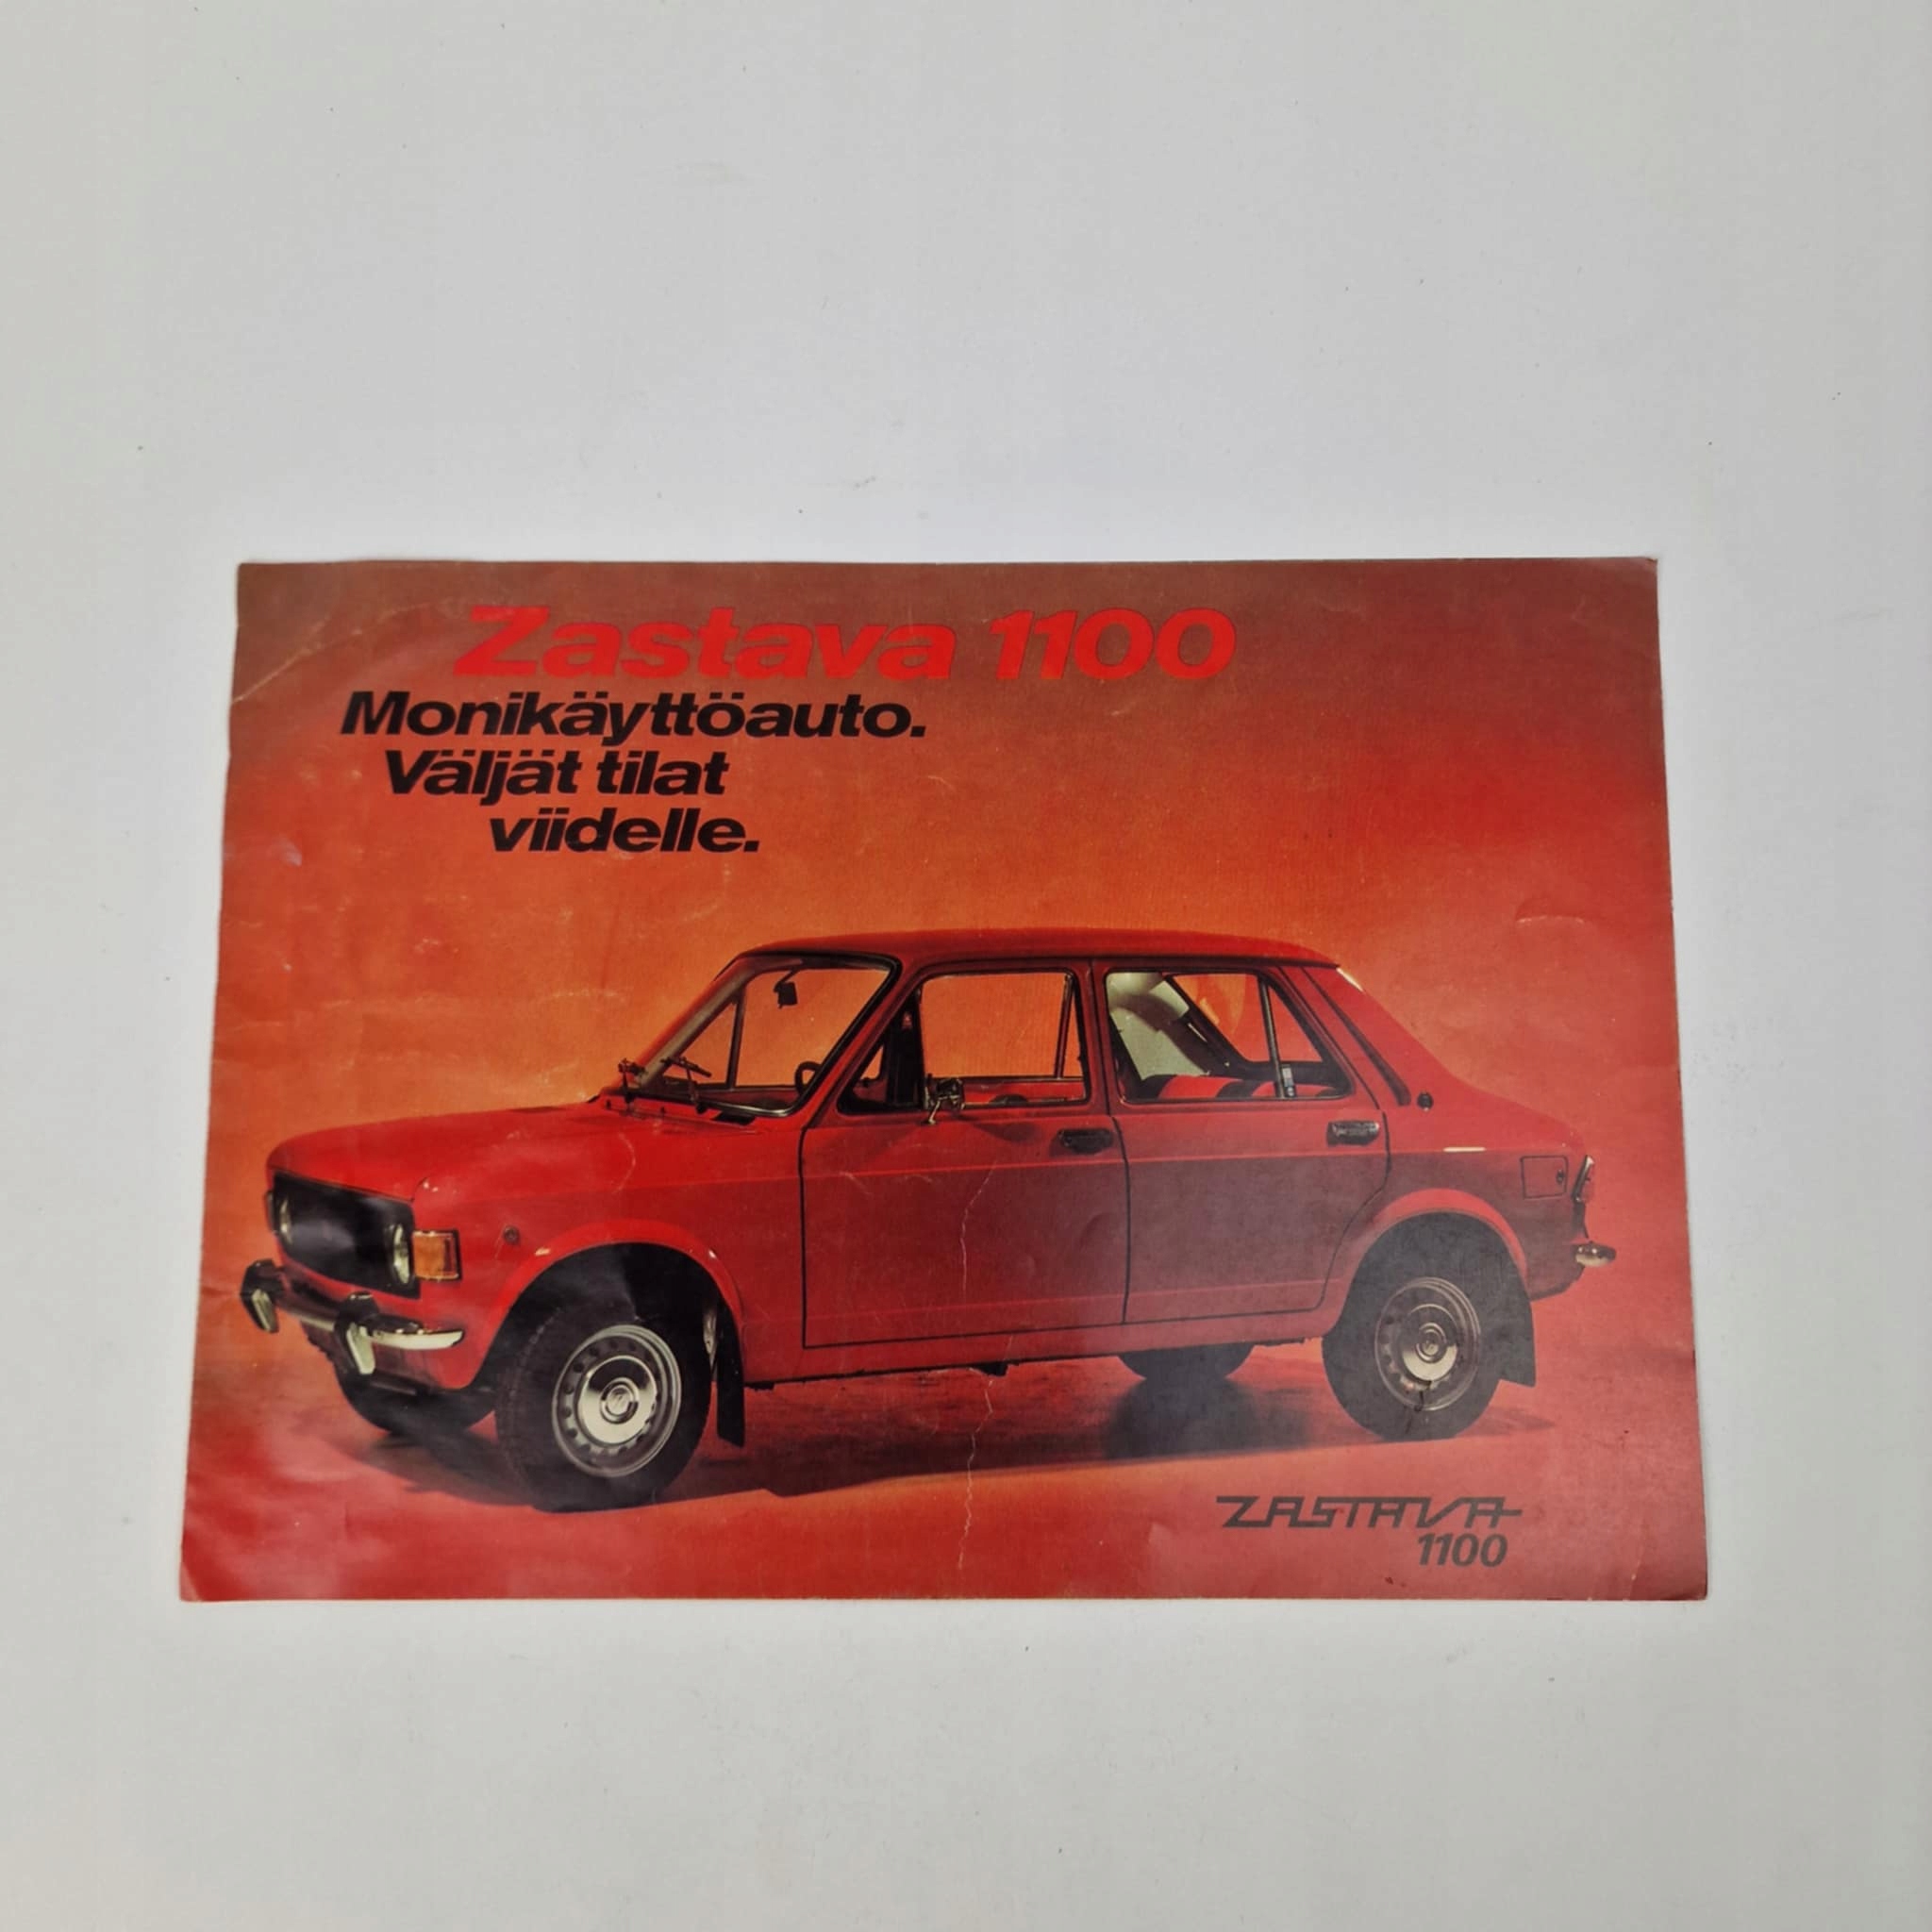 Zastava 1100
Monikäyttöauto.
Väljät tilat
viidelle.
ZASTAVA
1100